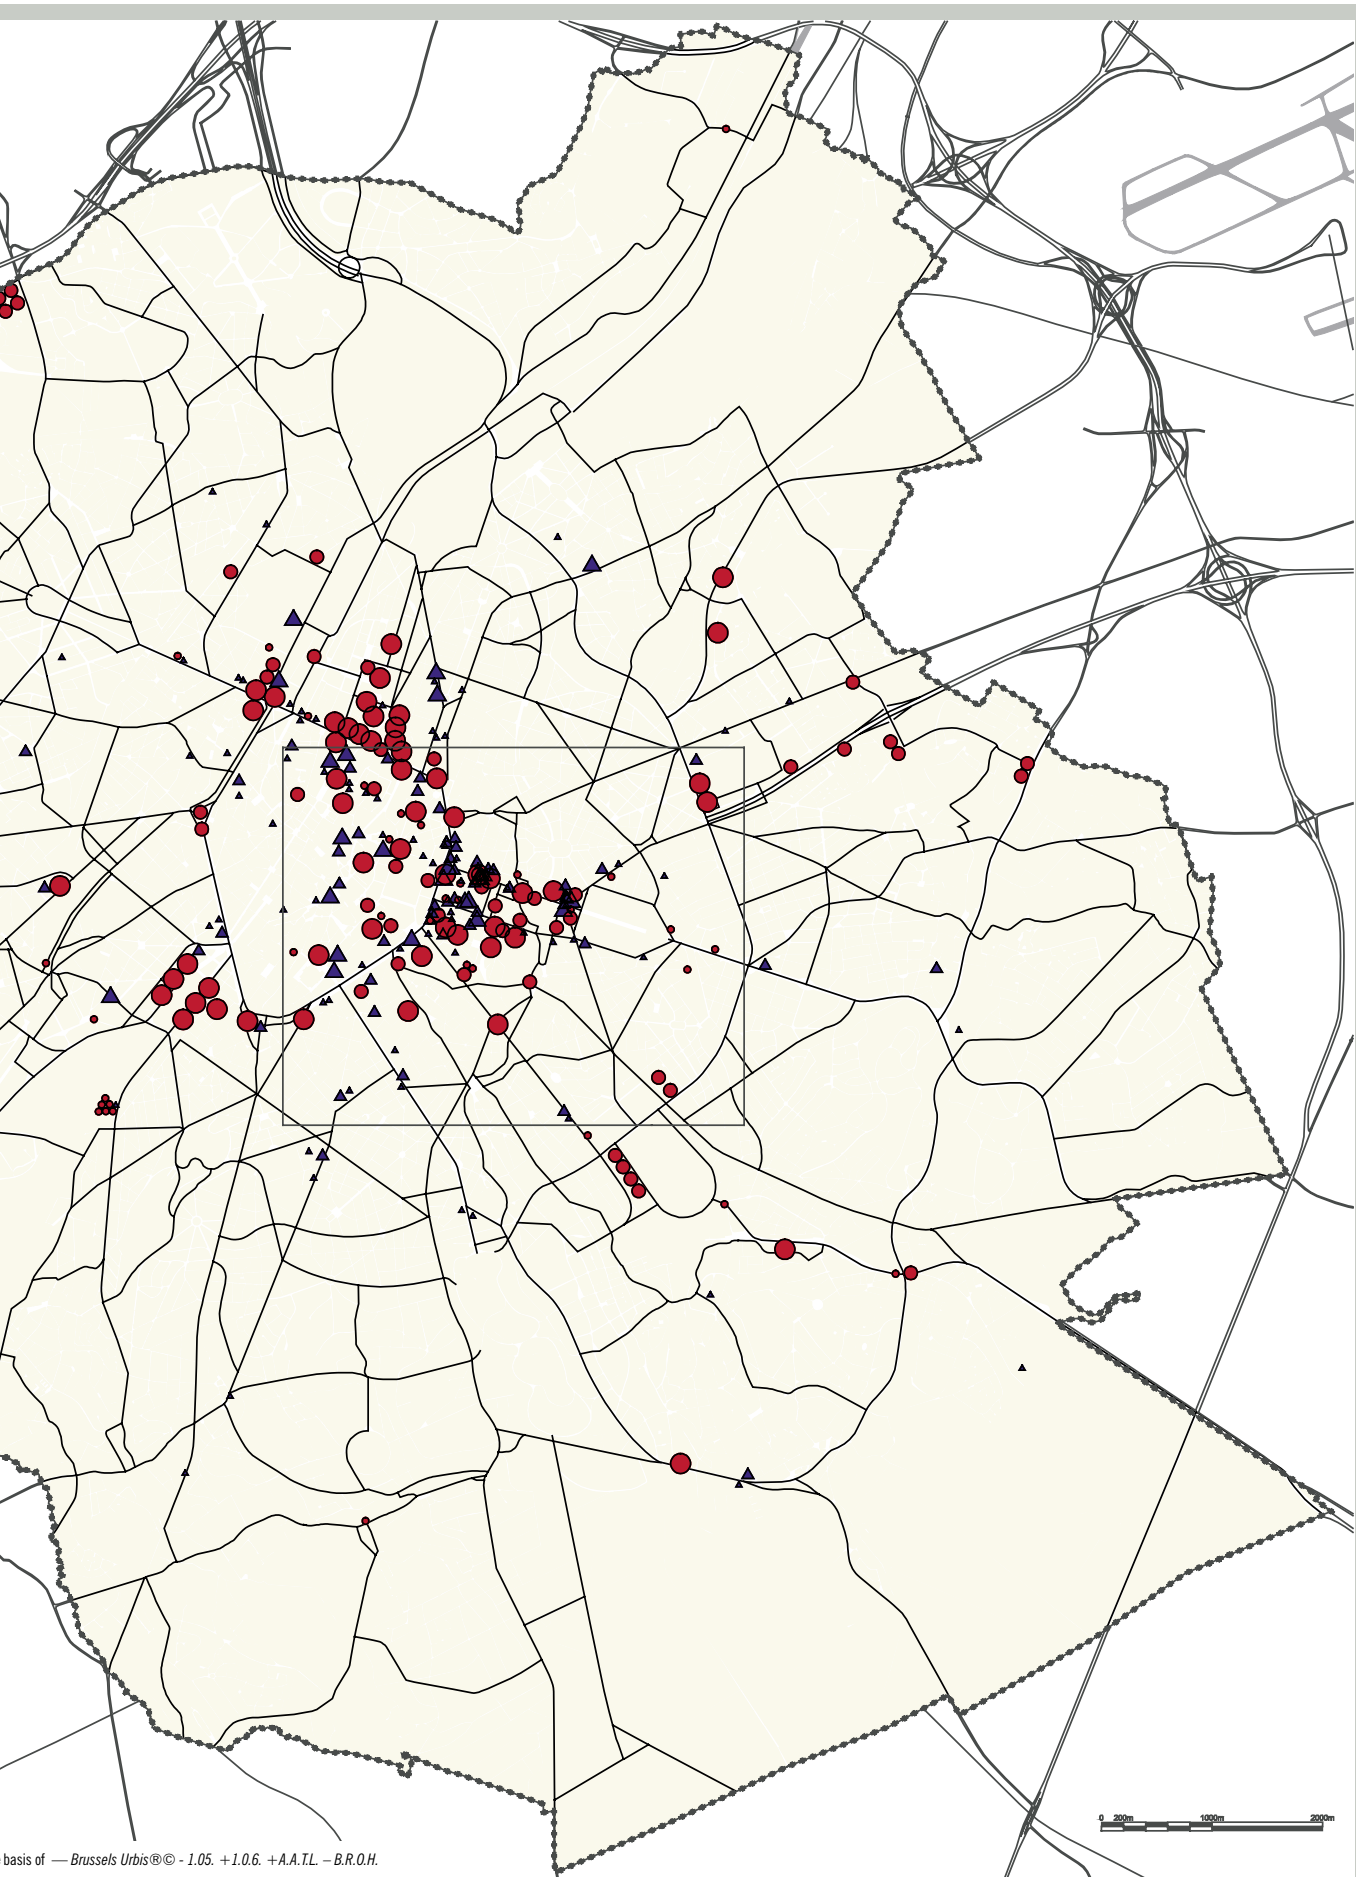 0 200m 1000m 2000m
basis of — Brussels Urbis®© - 1.05. +1.0.6. +A.A.T.L. – B.R.O.H.